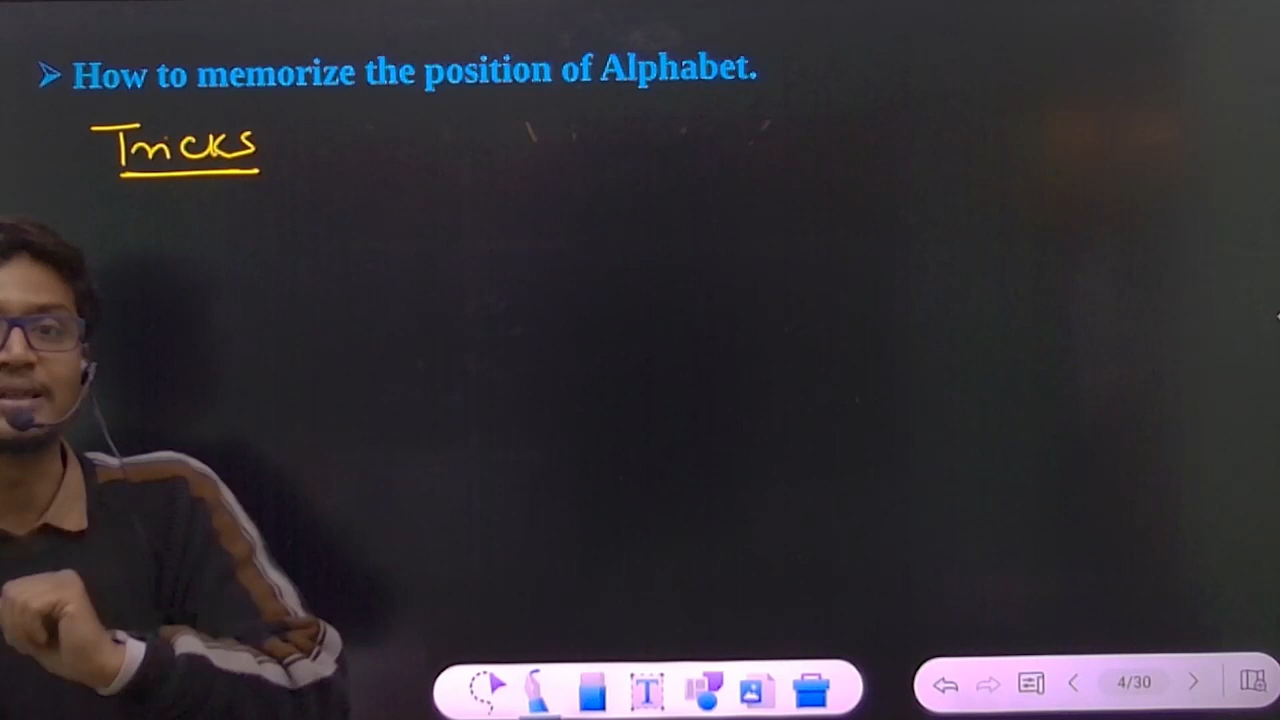 ➢ How to memorize the position of Alphabet.
Tricks
T
4/30